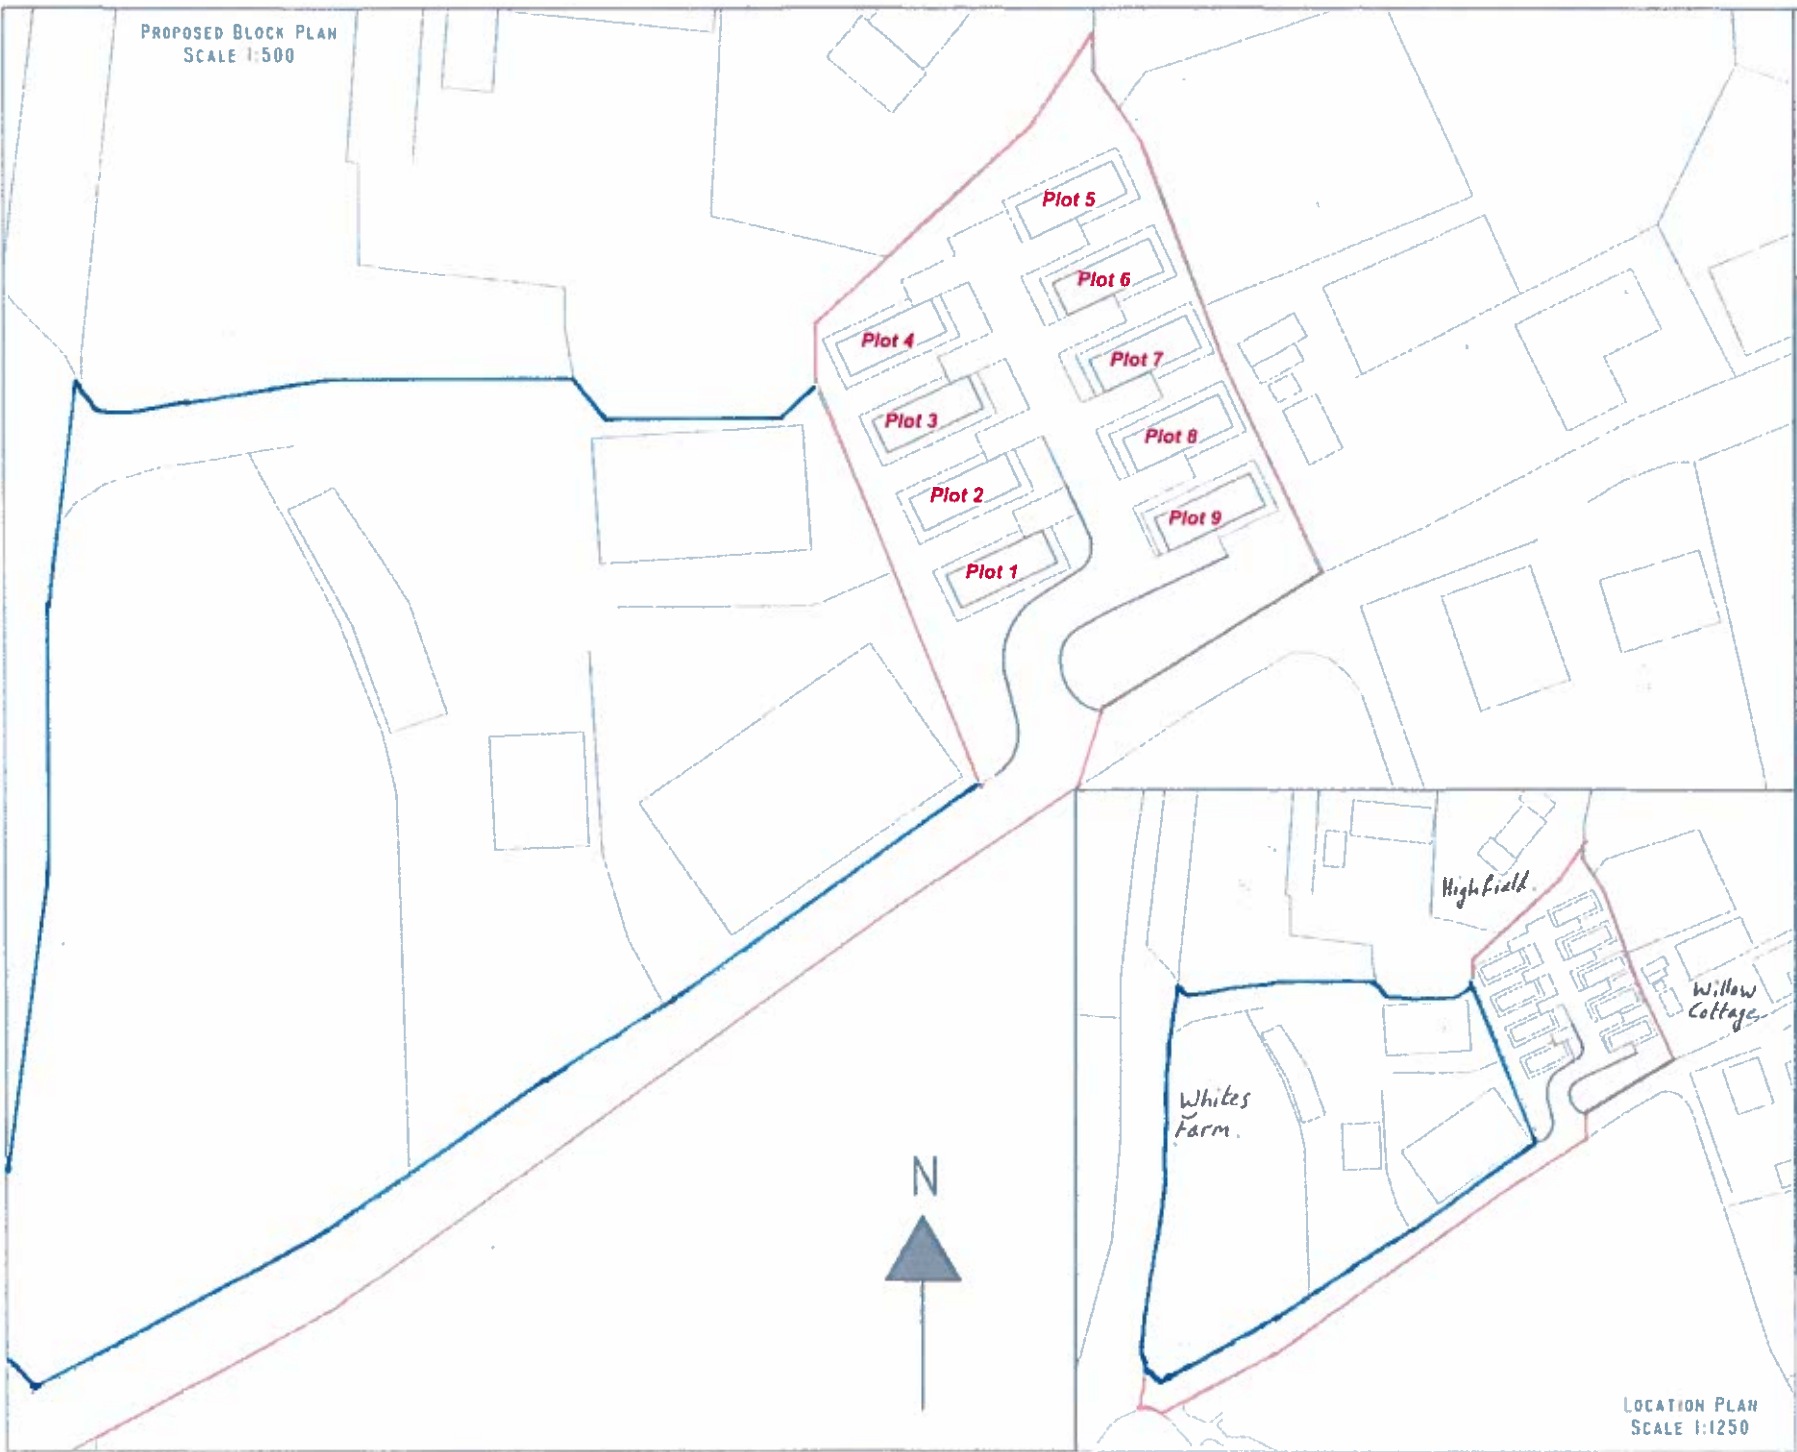 PROPOSED BLOCK PLAN
SCALE 1:500
Plot 5
Plot 6
Plot 4
Plot 7
Plot 3
Plot 8
Plot 2
Plot 9
Plot 1
N
Highfield.
Willow
Cottage
Whites
Farm.
LOCATION PLAN
SCALE 1:1250